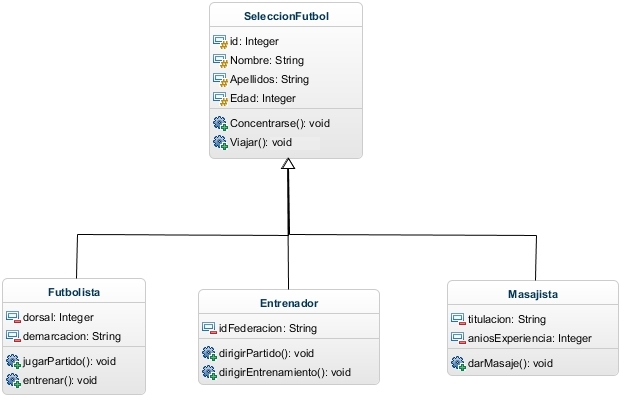 SeleccionFutbol
id: Integer
Nombre: String
Apellidos: String
Edad: Integer
Concentrarse(): void
Viajar(): void
Futbolista
dorsal: Integer
demarcacion: String
jugarPartido(): void
entrenar(): void
Entrenador
idFederacion: String
dirigirPartido(): void
dirigirEntrenamiento(): void
Masajista
titulacion: String
aniosExperiencia: Integer
darMasaje(): void